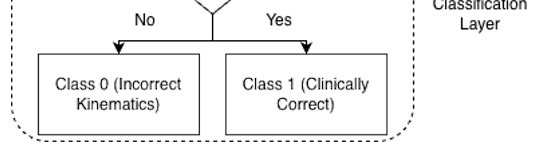 Classification
Layer
No
Yes
Class 0 (Incorrect
Kinematics)
Class 1 (Clinically
Correct)